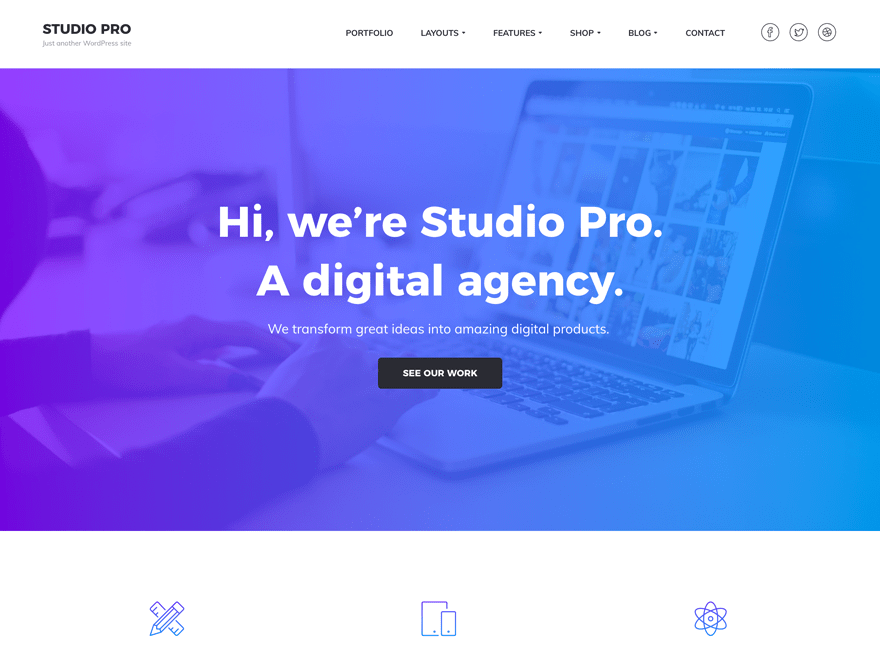 STUDIO PRO
Just another WordPress site
PORTFOLIO
LAYOUTS
FEATURES
SHOP
BLOG
CONTACT
Hi, we’re Studio Pro.
A digital agency.
We transform great ideas into amazing digital products.
SEE OUR WORK